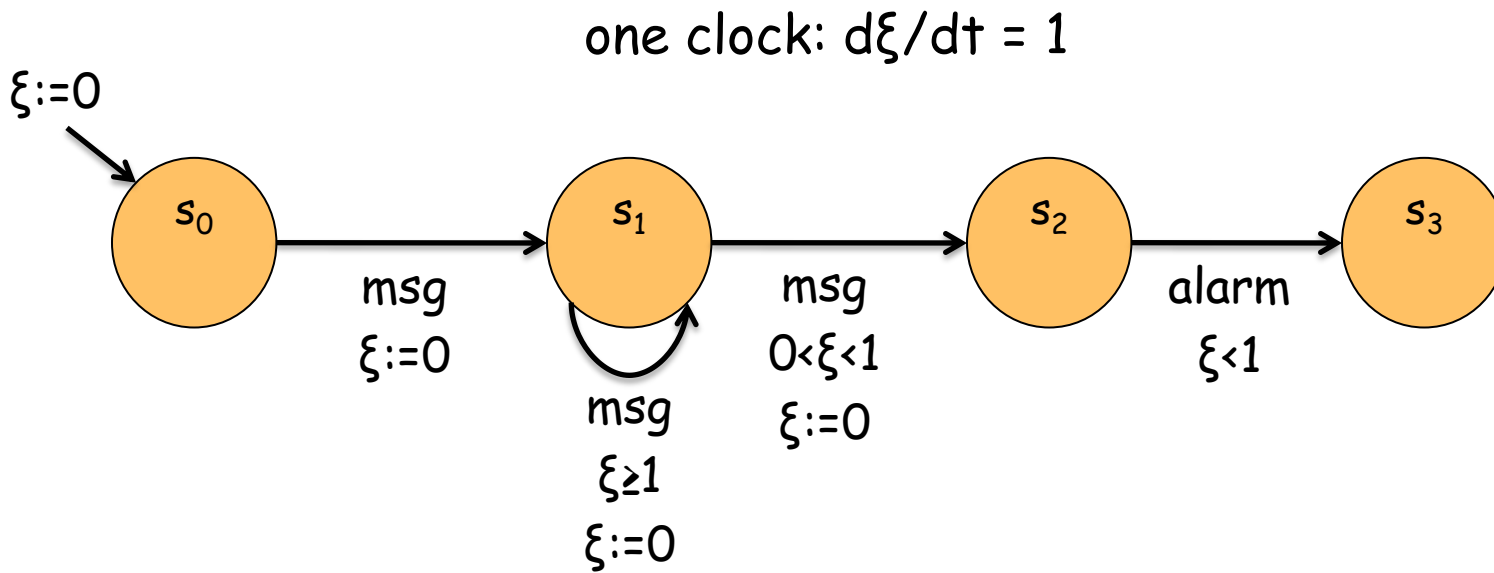 one clock: dξ/dt = 1
ξ:=0
s₀
s₁
s₂
s₃
msg
ξ:=0
msg
ξ≥1
ξ:=0
msg
0<ξ<1
ξ:=0
alarm
ξ<1